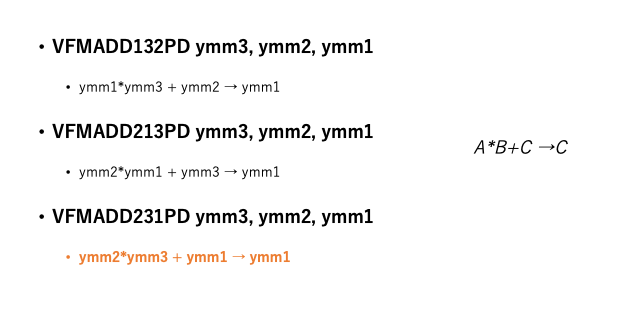 • VFMADD132PD ymm3, ymm2, ymm1
• ymm1*ymm3 + ymm2 → ymm1
• VFMADD213PD ymm3, ymm2, ymm1
A*B+C →C
• ymm2*ymm1 + ymm3 → ymm1
• VFMADD231PD ymm3, ymm2, ymm1
• ymm2*ymm3 + ymm1 → ymm1